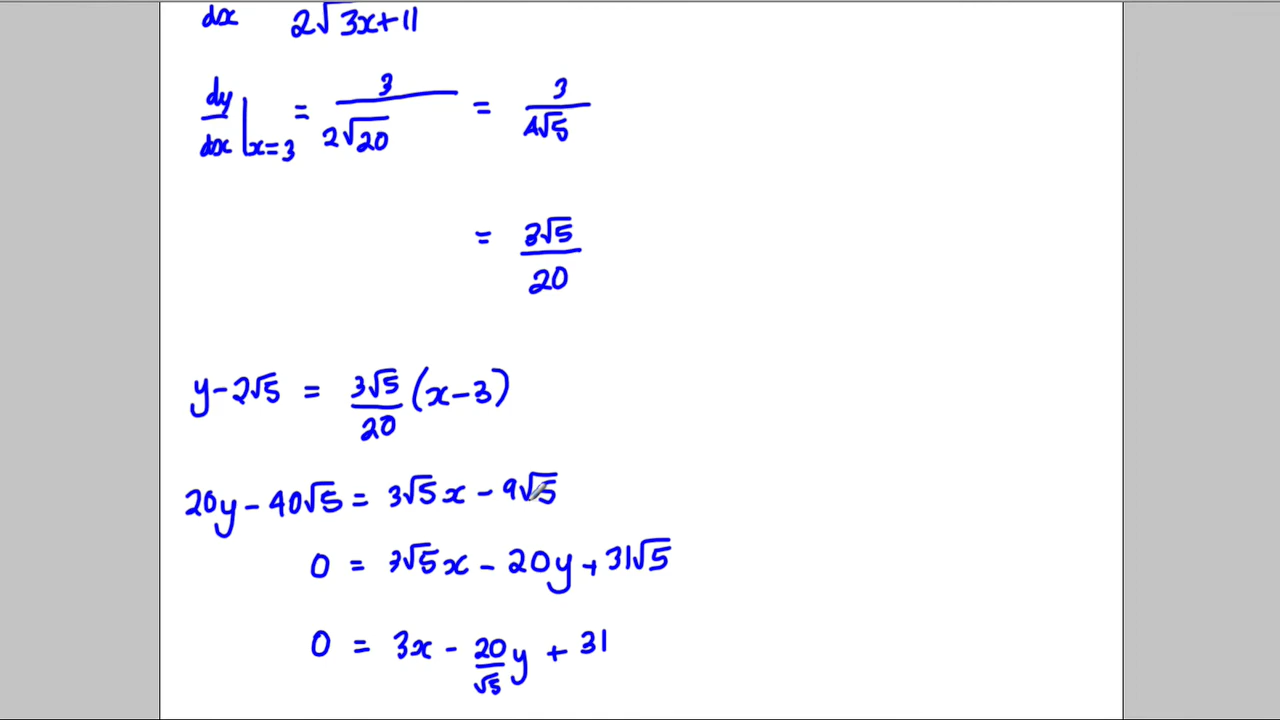 dx 2√3x+11
dy/dx|x=3 = 3/2√20 = 3/4√5
= 3√5/20
y-2√5 = 3√5/20 (x-3)
20y - 40√5 = 3√5x - 9√5
0 = 3√5x - 20y + 31√5
0 = 3x - 20/√5 y + 31